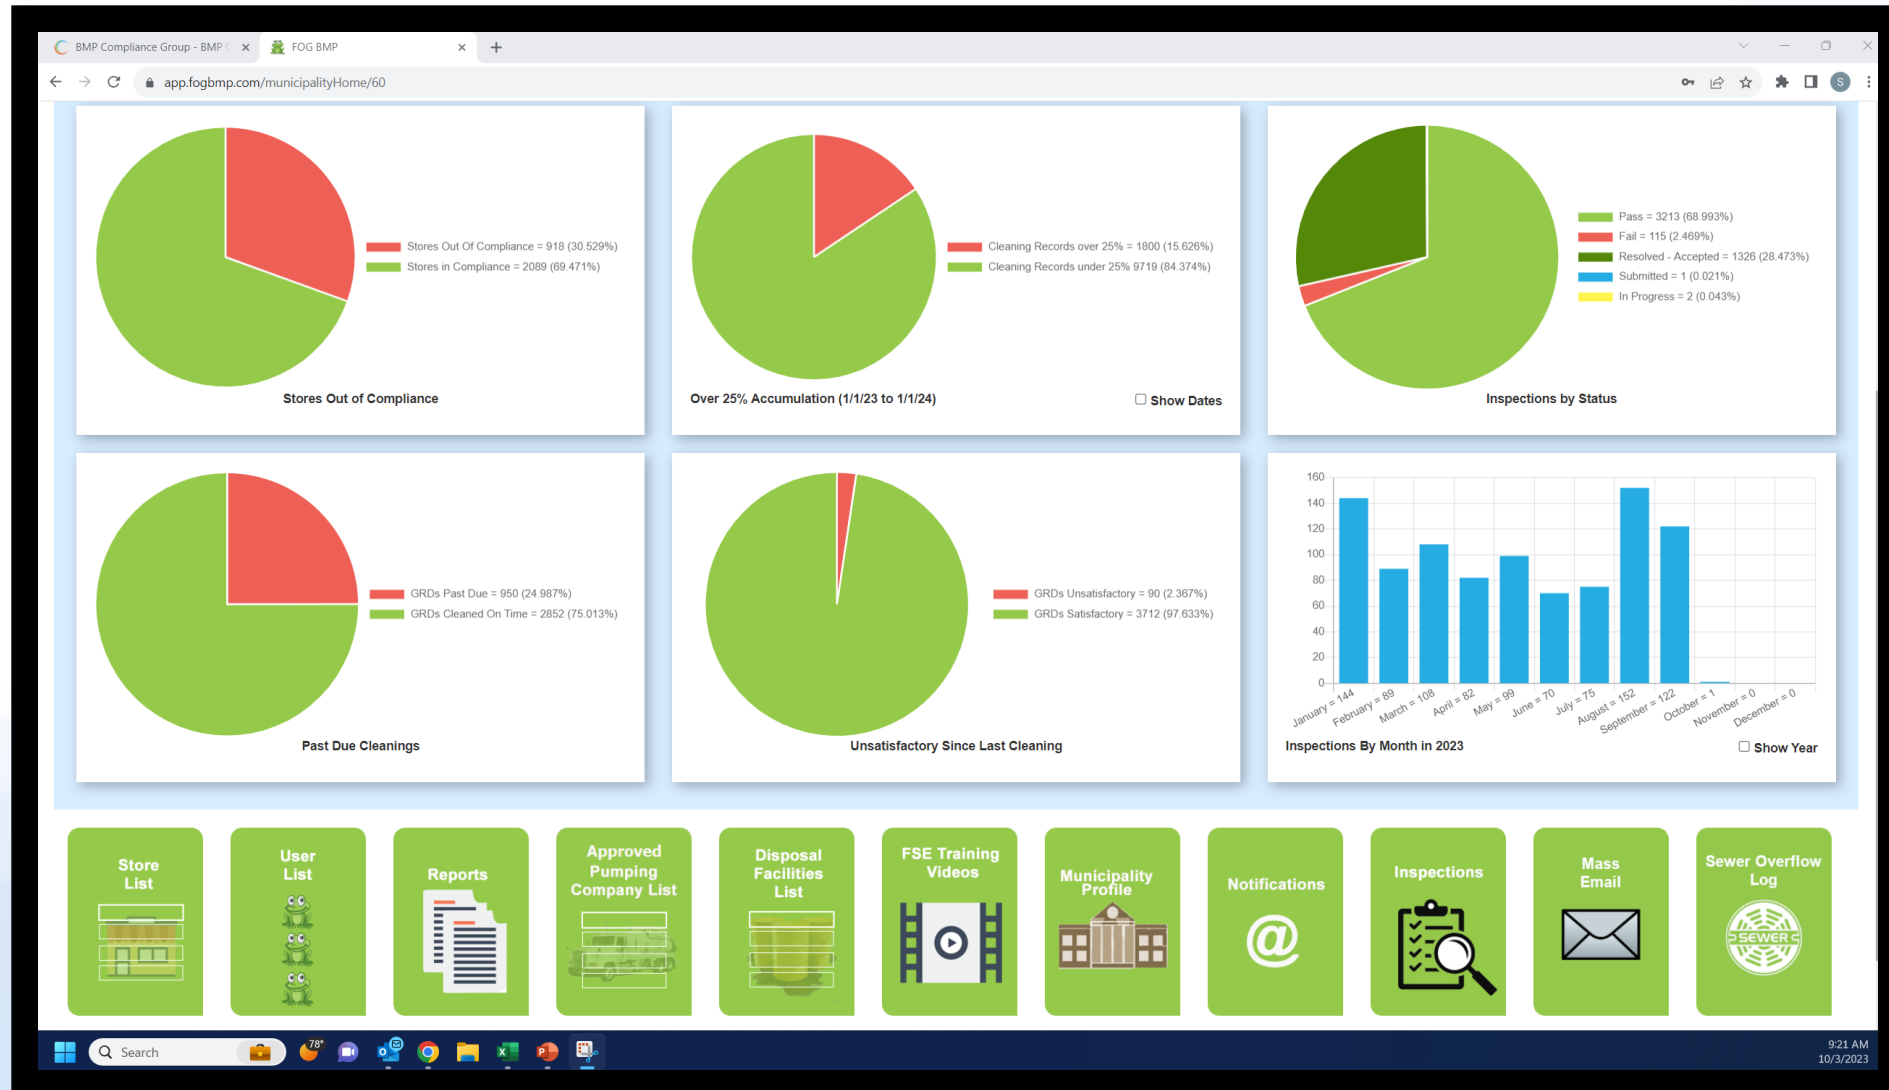 BMP Compliance Group - BMP C
FOG BMP
app.fogbmp.com/municipalityHome/60
S
Stores Out Of Compliance = 918 (30.529%)
Stores in Compliance = 2089 (69.471%)
Stores Out of Compliance
Cleaning Records over 25% = 1800 (15.626%)
Cleaning Records under 25% 9719 (84.374%)
Over 25% Accumulation (1/1/23 to 1/1/24)
Show Dates
Pass = 3213 (68.993%)
Fail = 115 (2.469%)
Resolved - Accepted = 1326 (28.473%)
Submitted = 1 (0.021%)
In Progress = 2 (0.043%)
Inspections by Status
GRDs Past Due = 950 (24.987%)
GRDs Cleaned On Time = 2852 (75.013%)
Past Due Cleanings
GRDs Unsatisfactory = 90 (2.367%)
GRDs Satisfactory = 3712 (97.633%)
Unsatisfactory Since Last Cleaning
160
140
120
100
80
60
40
20
0
January = 144
February = 89
March = 108
April = 82
May = 99
June = 70
July = 75
August = 152
September = 122
October = 1
November = 0
December = 0
Inspections By Month in 2023
Show Year
Store
List
User
List
Reports
Approved
Pumping
Company List
Disposal
Facilities
List
FSE Training
Videos
Municipality
Profile
Notifications
@
Inspections
Mass
Email
Sewer Overflow
Log
SEWER
Search
78°
9:21 AM
10/3/2023